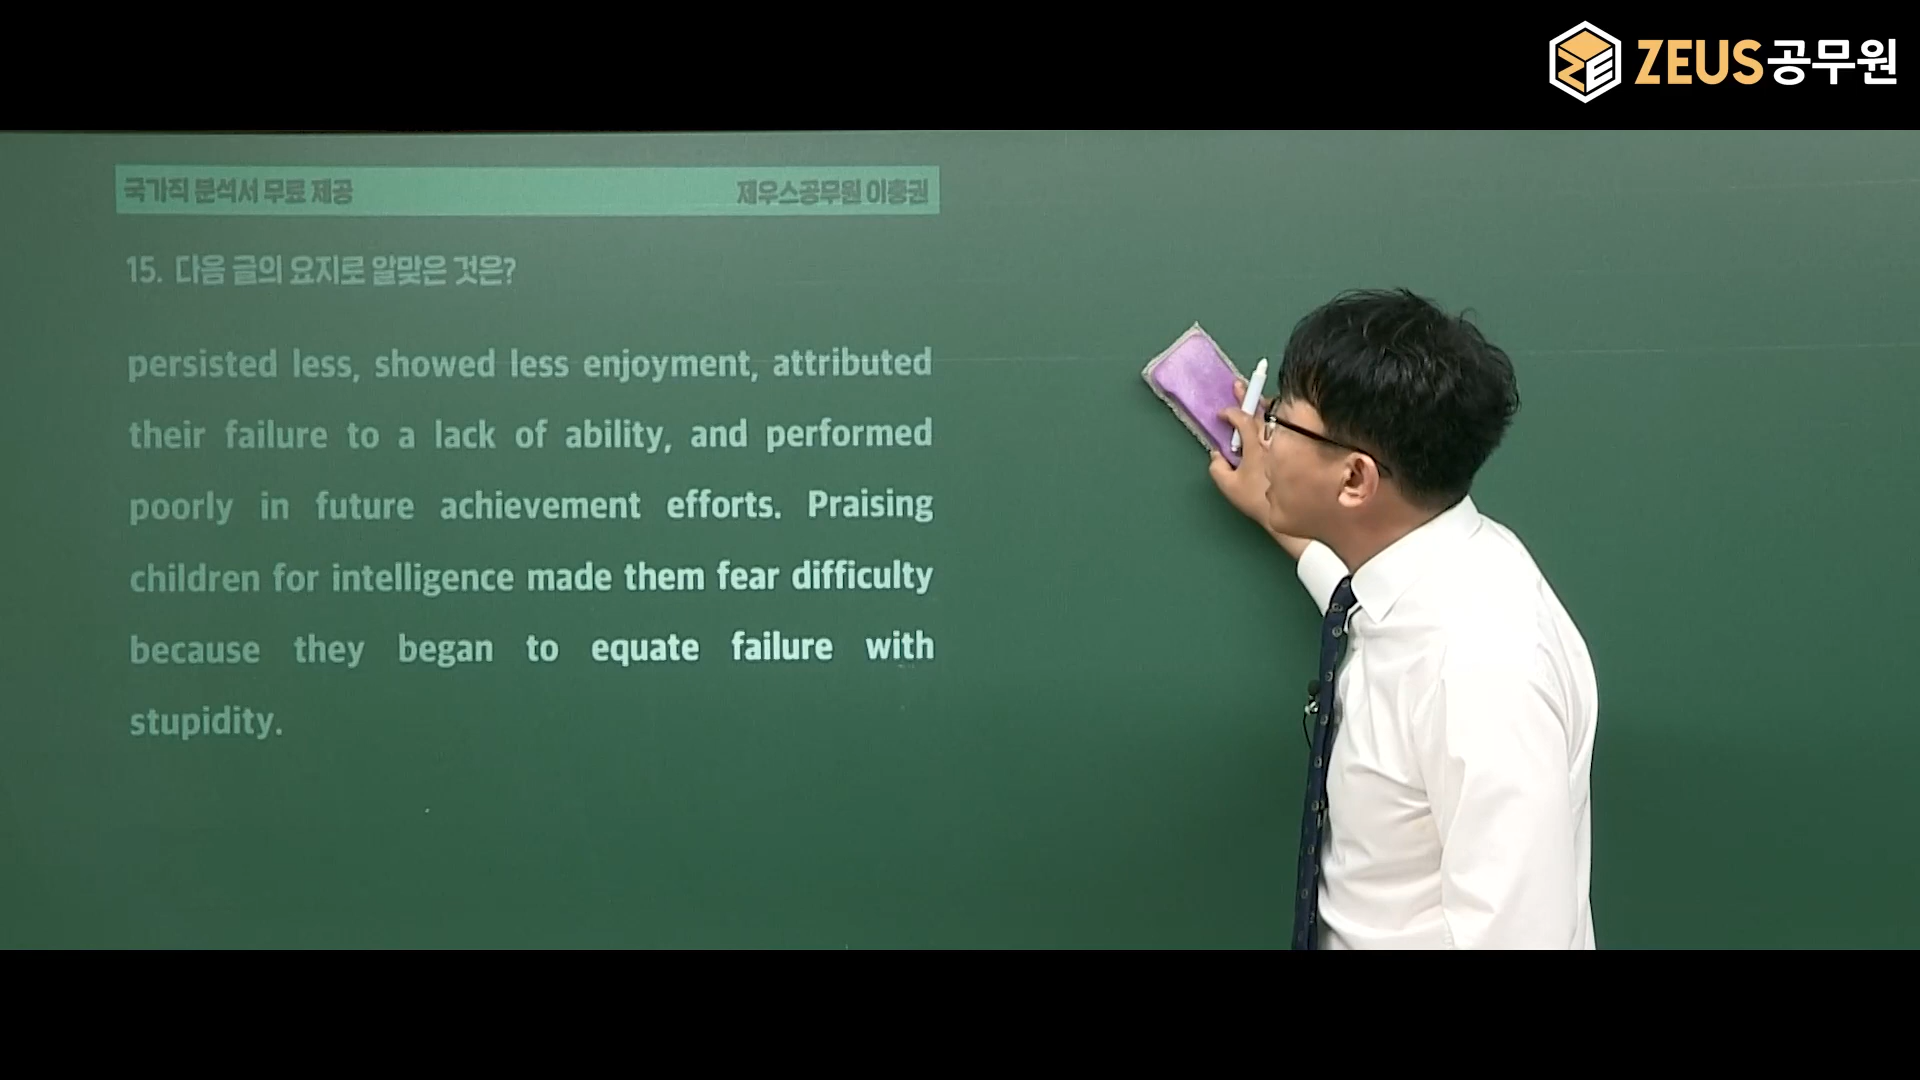 ZEUS공무원
국가직 분석서 무료 제공
제우스공무원 이충권
15. 다음 글의 요지로 알맞은 것은?
persisted less, showed less enjoyment, attributed
their failure to a lack of ability, and performed
poorly in future achievement efforts. Praising
children for intelligence made them fear difficulty
because they began to equate failure with
stupidity.